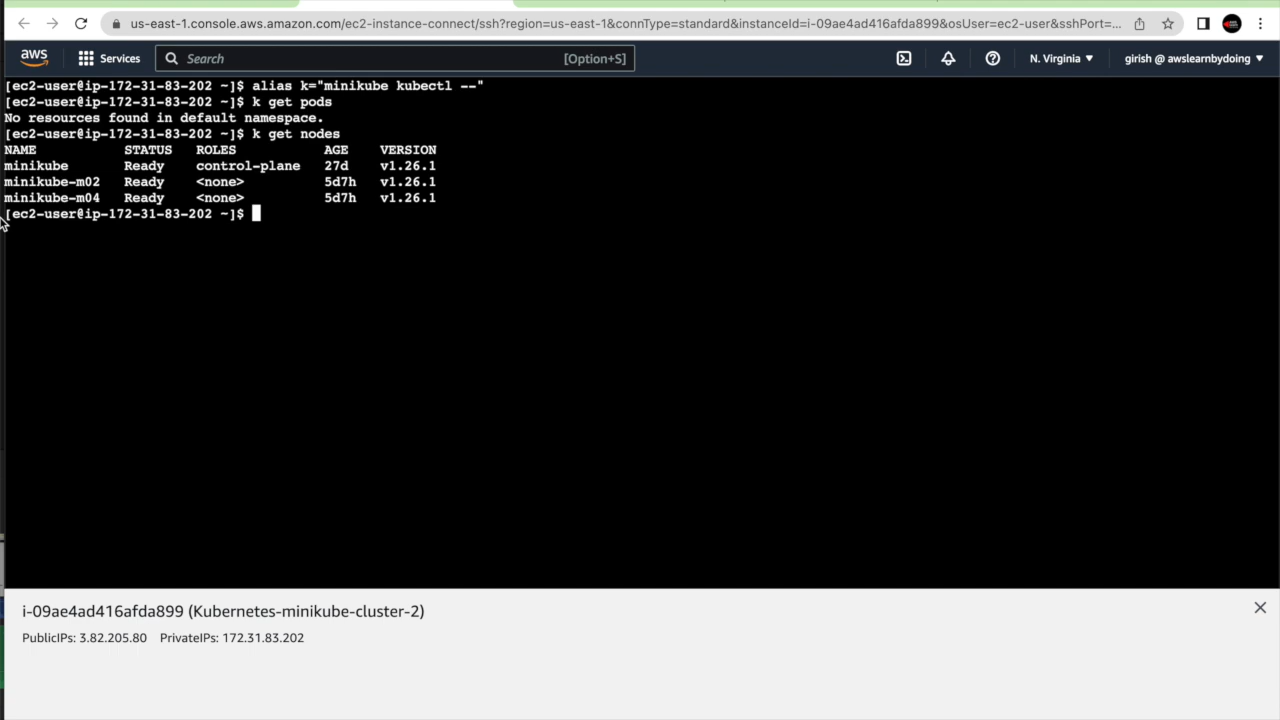 us-east-1.console.aws.amazon.com/ec2-instance-connect/ssh?region=us-east-1&connType=standard&instanceId=i-09ae4ad416afda899&osUser=ec2-user&sshPort=...
aws Services Search [Option+S] N. Virginia ▼ girish @ awslearnbydoing ▼
[ec2-user@ip-172-31-83-202 ~]$ alias k="minikube kubectl --"
[ec2-user@ip-172-31-83-202 ~]$ k get pods
No resources found in default namespace.
[ec2-user@ip-172-31-83-202 ~]$ k get nodes
NAME STATUS ROLES AGE VERSION
minikube Ready control-plane 27d v1.26.1
minikube-m02 Ready <none> 5d7h v1.26.1
minikube-m04 Ready <none> 5d7h v1.26.1
[ec2-user@ip-172-31-83-202 ~]$
i-09ae4ad416afda899 (Kubernetes-minikube-cluster-2)
PublicIPs: 3.82.205.80 PrivateIPs: 172.31.83.202